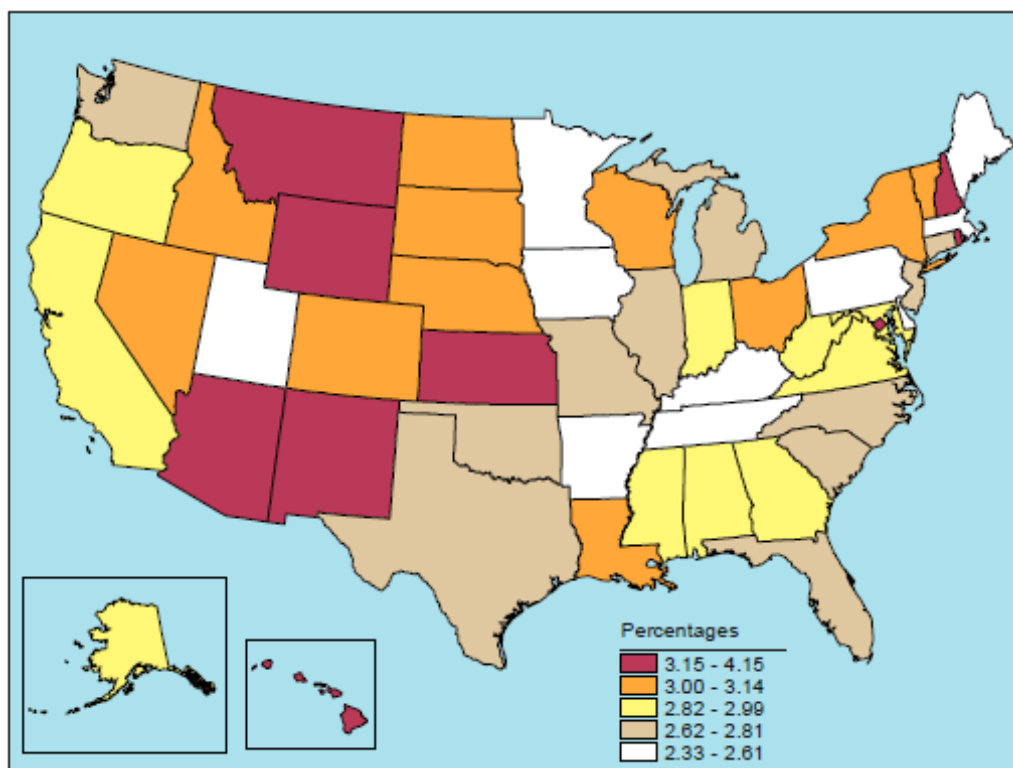 Percentages
3.15 - 4.15
3.00 - 3.14
2.82 - 2.99
2.62 - 2.81
2.33 - 2.61